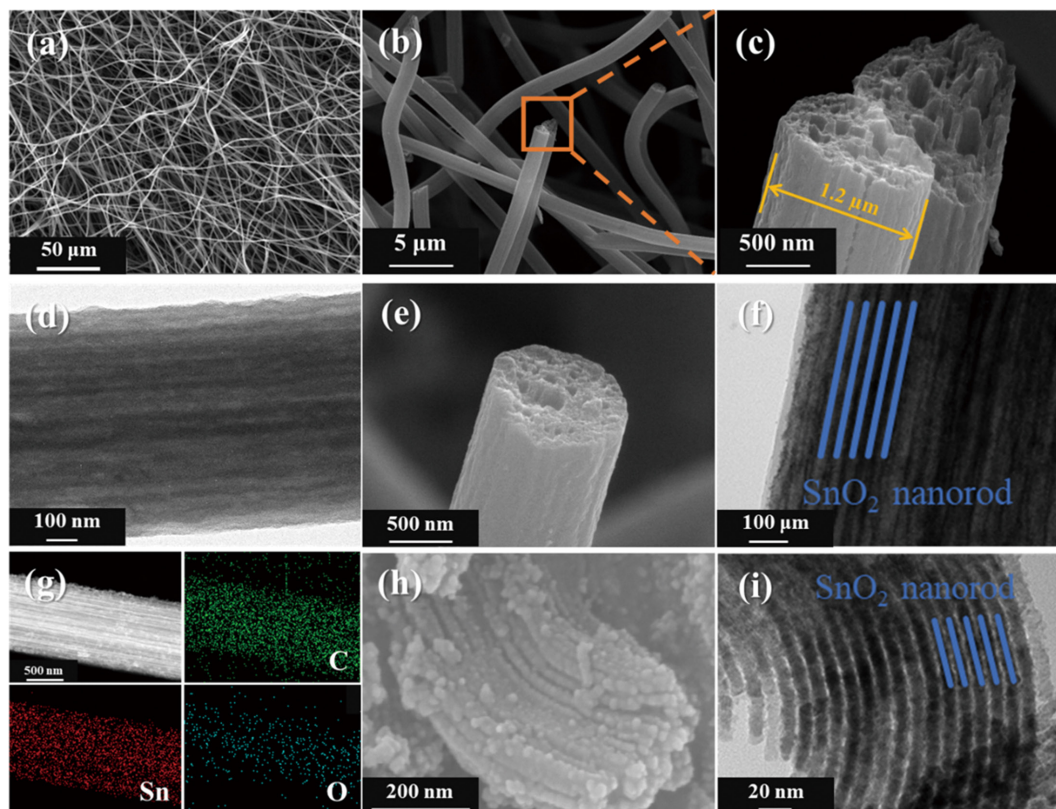 (a)
50 μm
(b)
5 μm
(c)
1.2 μm
500 nm
(d)
100 nm
(e)
500 nm
(f)
SnO₂ nanorod
100 μm
(g)
500 nm
C
Sn
O
(h)
200 nm
(i)
SnO₂ nanorod
20 nm